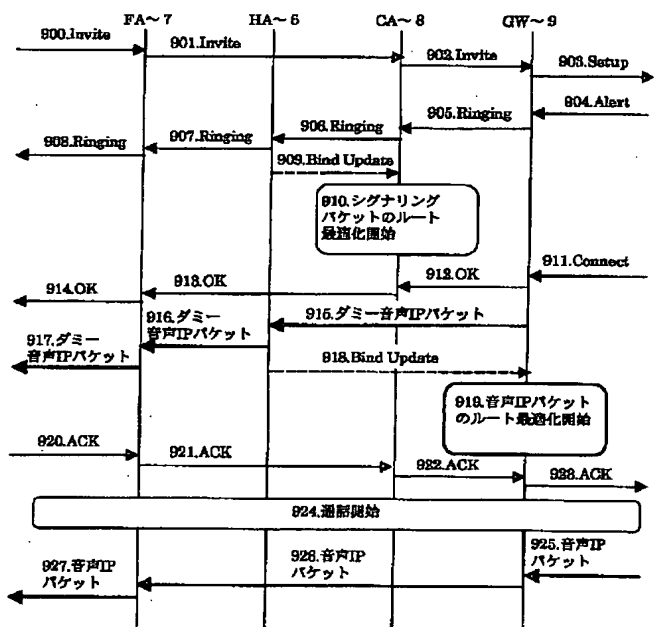 FA～7 HA～6 CA～8 GW～9
900.Invite
901.Invite
902.Invite
903.Setup
904.Alert
905.Ringing
906.Ringing
907.Ringing
908.Ringing
909.Bind Update
910.シグナリング
パケットのルート
最適化開始
911.Connect
912.OK
913.OK
914.OK
915.ダミー音声IPパケット
916.ダミー
音声IPパケット
917.ダミー
音声IPパケット
918.Bind Update
919.音声IPパケット
のルート最適化開始
920.ACK
921.ACK
922.ACK
923.ACK
924.通話開始
925.音声IP
パケット
926.音声IP
パケット
927.音声IP
パケット